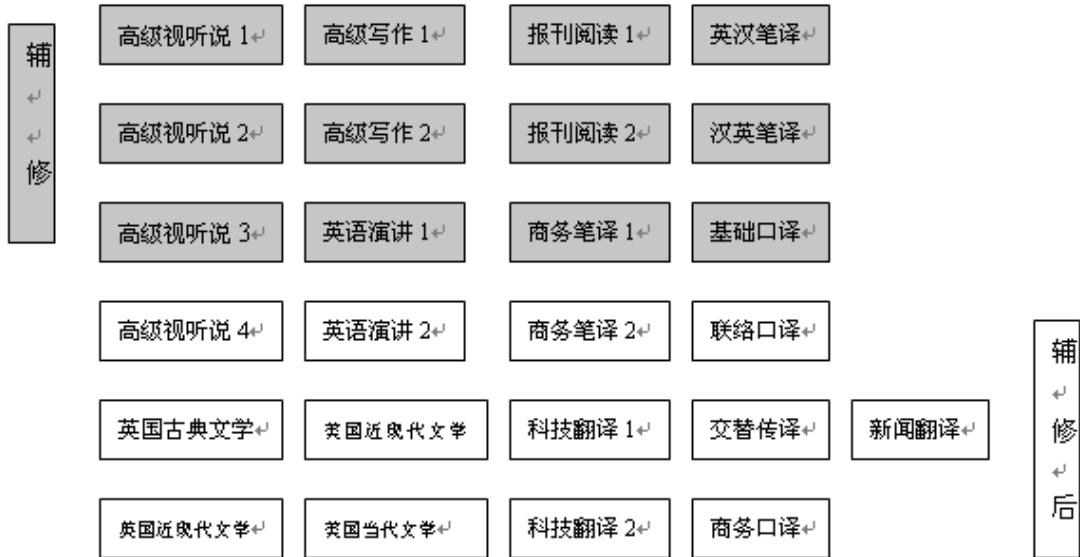 辅修
高级视听说 1 高级写作 1 报刊阅读 1 英汉笔译
高级视听说 2 高级写作 2 报刊阅读 2 汉英笔译
高级视听说 3 英语演讲 1 商务笔译 1 基础口译
高级视听说 4 英语演讲 2 商务笔译 2 联络口译
英国古典文学 英国近现代文学 科技翻译 1 交替传译 新闻翻译
英国近现代文学 英国当代文学 科技翻译 2 商务口译
辅修后